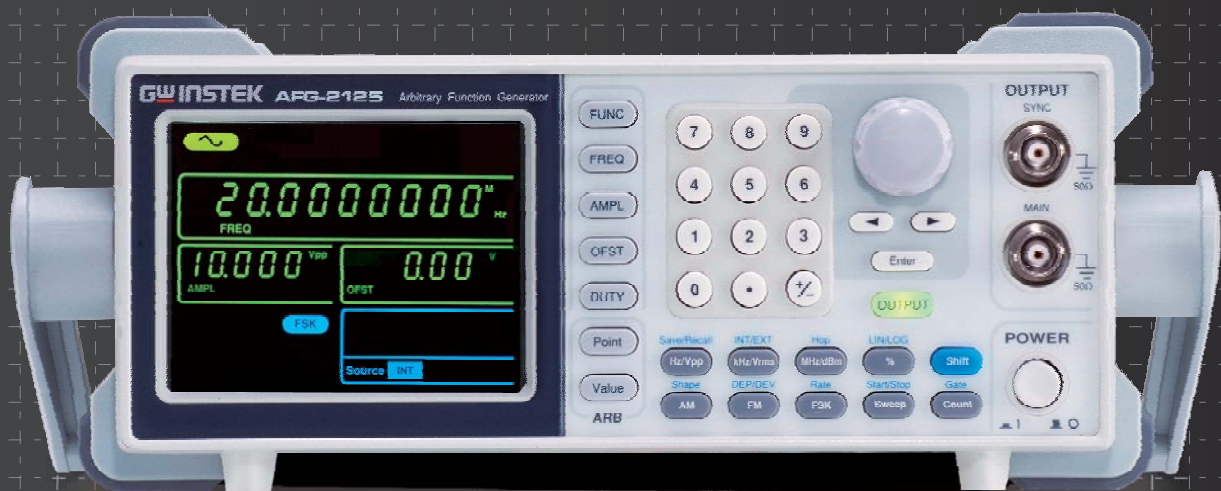 GWINSTEK AFG-2125 Arbitrary Function Generator
20.0000000 M Hz
FREQ
10.000 Vpp
AMPL
0.00 V
OFST
FSK
Source INT
FUNC
FREQ
AMPL
OFST
DUTY
Point
Value
ARB
7 8 9
4 5 6
1 2 3
0 • +/−
Enter
OUTPUT
Save/Recall INT/EXT Hop LIN/LOG
Hz/Vpp kHz/Vrms MHz/dBm % Shift
Shape DEP/DEV Rate Start/Stop Gate
AM FM FSK Sweep Count
OUTPUT
SYNC
50Ω
MAIN
50Ω
POWER
I O